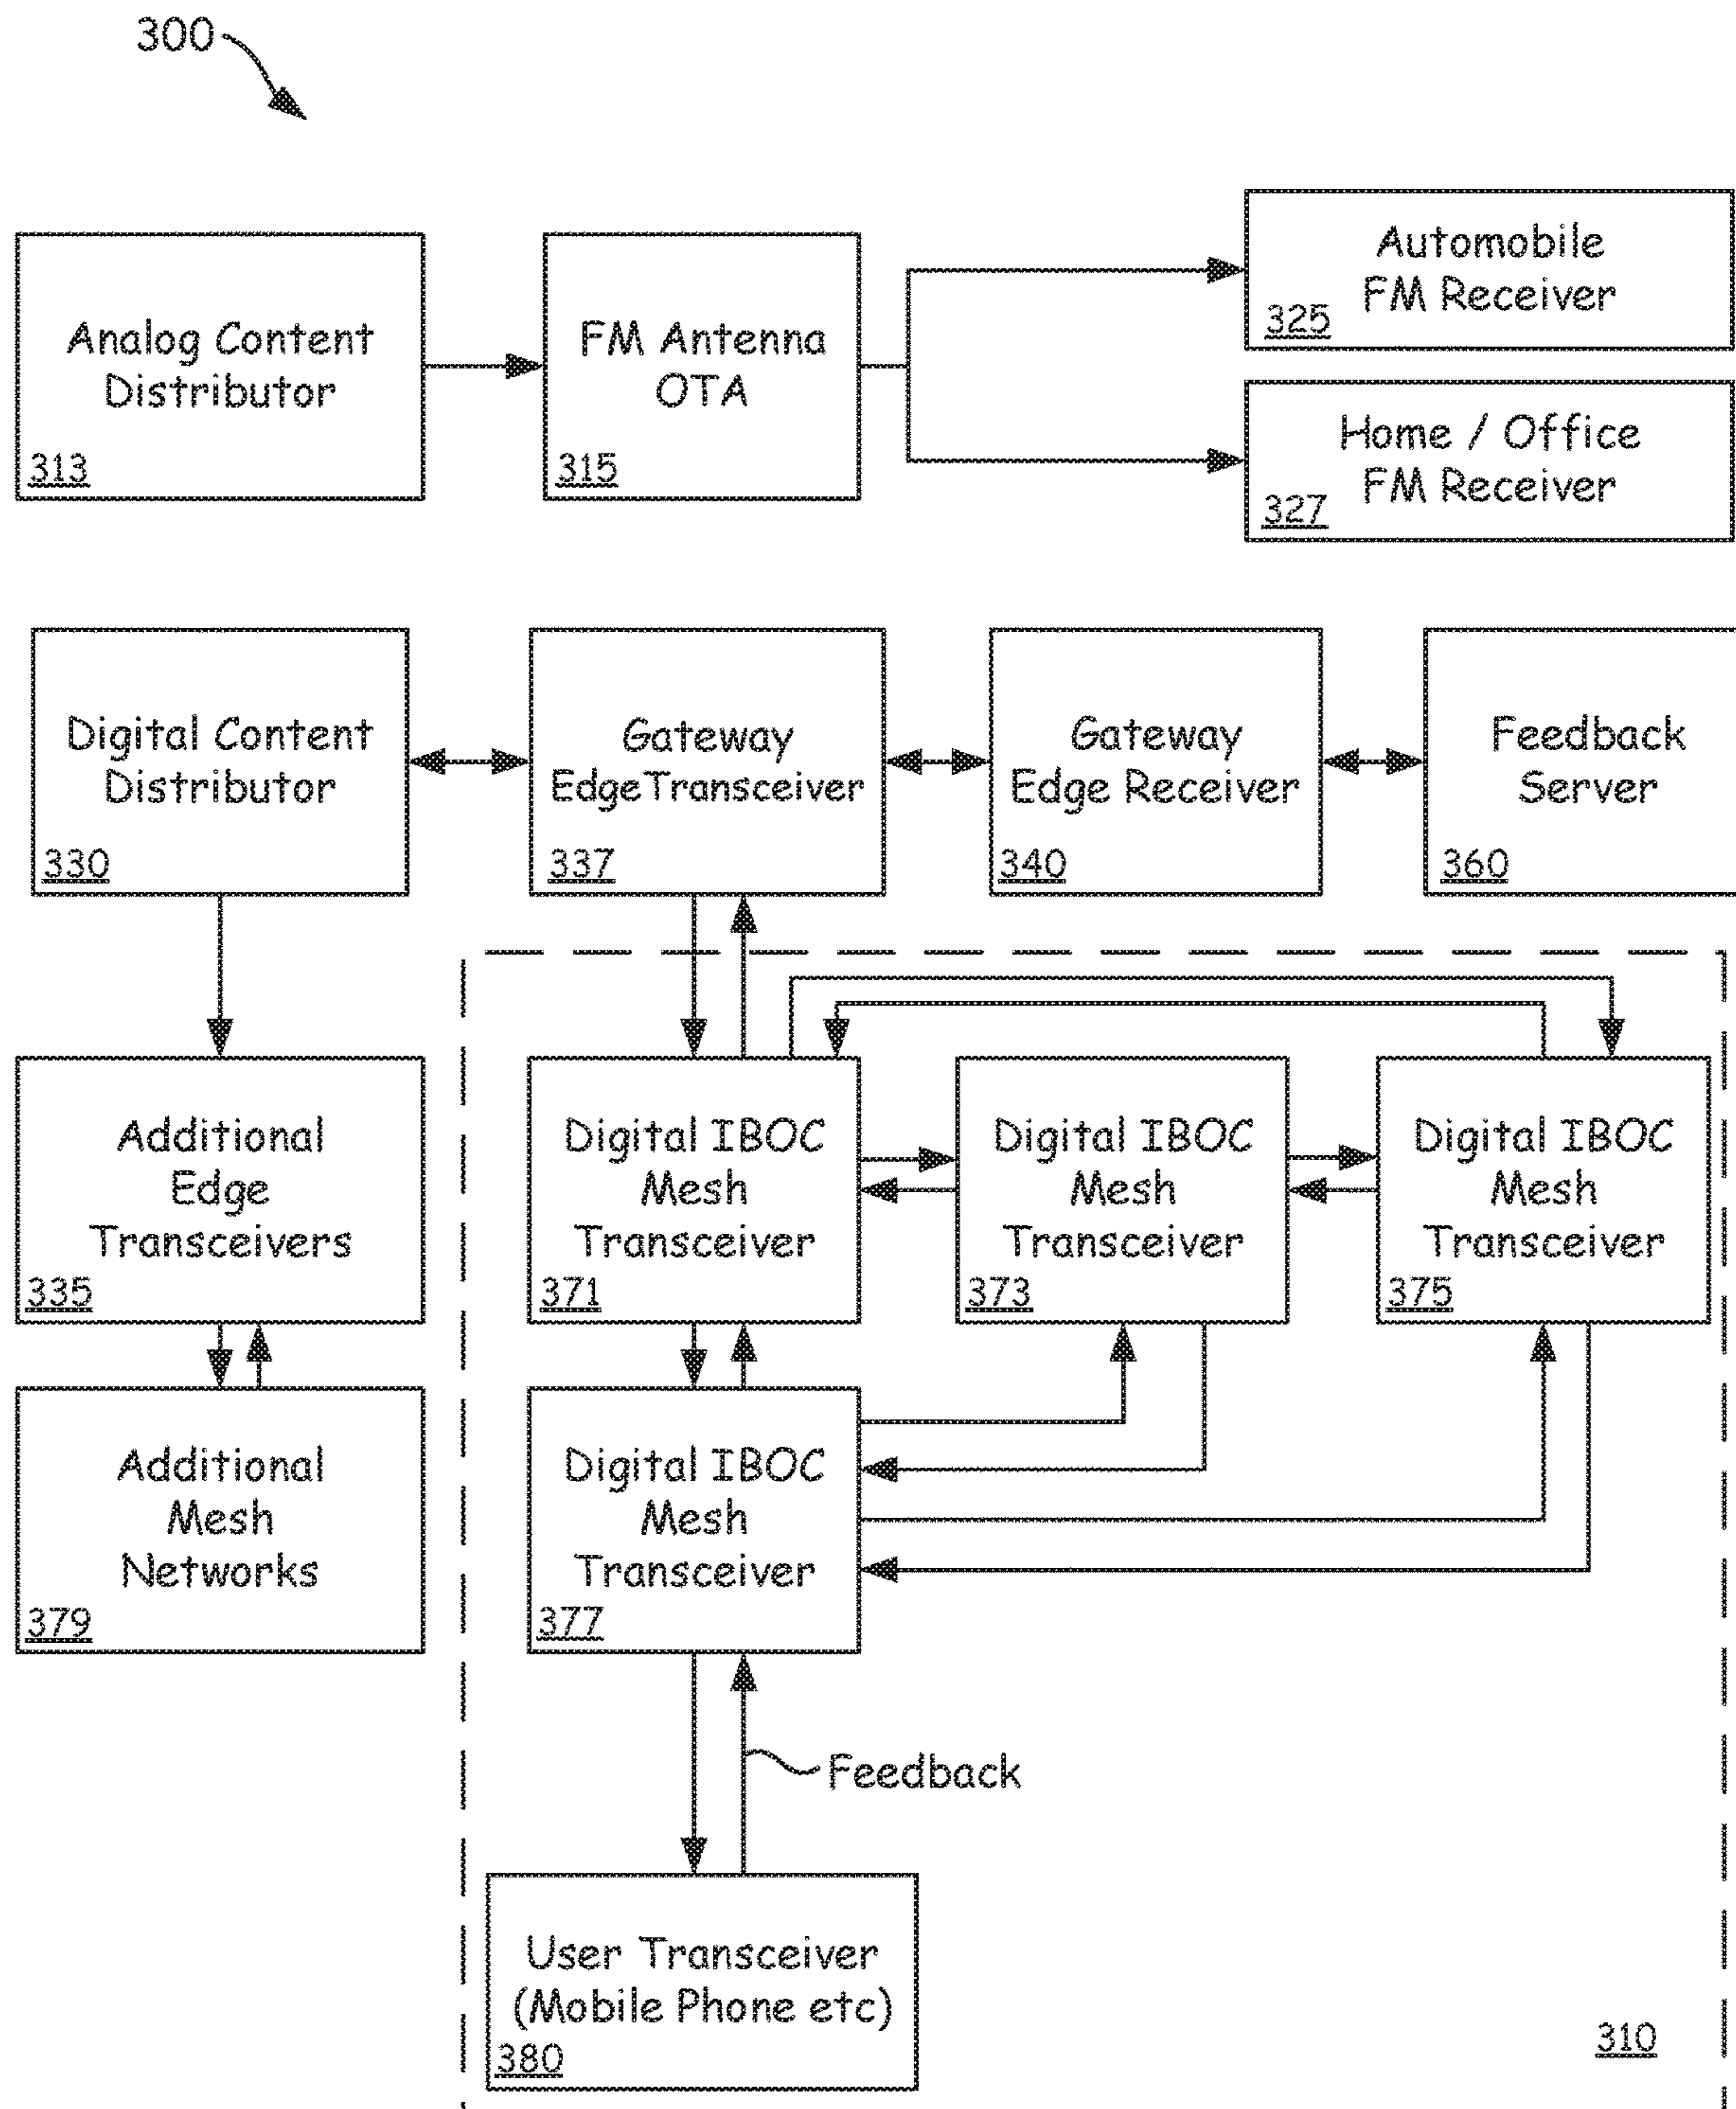 300
Analog Content
Distributor
313
FM Antenna
OTA
315
Automobile
FM Receiver
325
Home / Office
FM Receiver
327
Digital Content
Distributor
330
Gateway
Edge Transceiver
337
Gateway
Edge Receiver
340
Feedback
Server
360
Additional
Edge
Transceivers
335
Digital IBOC
Mesh
Transceiver
371
Digital IBOC
Mesh
Transceiver
373
Digital IBOC
Mesh
Transceiver
375
Additional
Mesh
Networks
379
Digital IBOC
Mesh
Transceiver
377
Feedback
User Transceiver
(Mobile Phone etc)
380
310